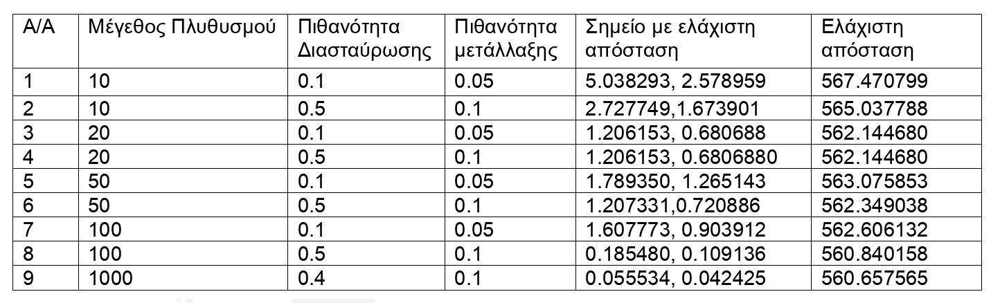 Α/Α Μέγεθος Πλυθυσμού Πιθανότητα Διασταύρωσης Πιθανότητα μετάλλαξης Σημείο με ελάχιστη απόσταση Ελάχιστη απόσταση
1 10 0.1 0.05 5.038293, 2.578959 567.470799
2 10 0.5 0.1 2.727749,1.673901 565.037788
3 20 0.1 0.05 1.206153, 0.680688 562.144680
4 20 0.5 0.1 1.206153, 0.6806880 562.144680
5 50 0.1 0.05 1.789350, 1.265143 563.075853
6 50 0.5 0.1 1.207331,0.720886 562.349038
7 100 0.1 0.05 1.607773, 0.903912 562.606132
8 100 0.5 0.1 0.185480, 0.109136 560.840158
9 1000 0.4 0.1 0.055534, 0.042425 560.657565